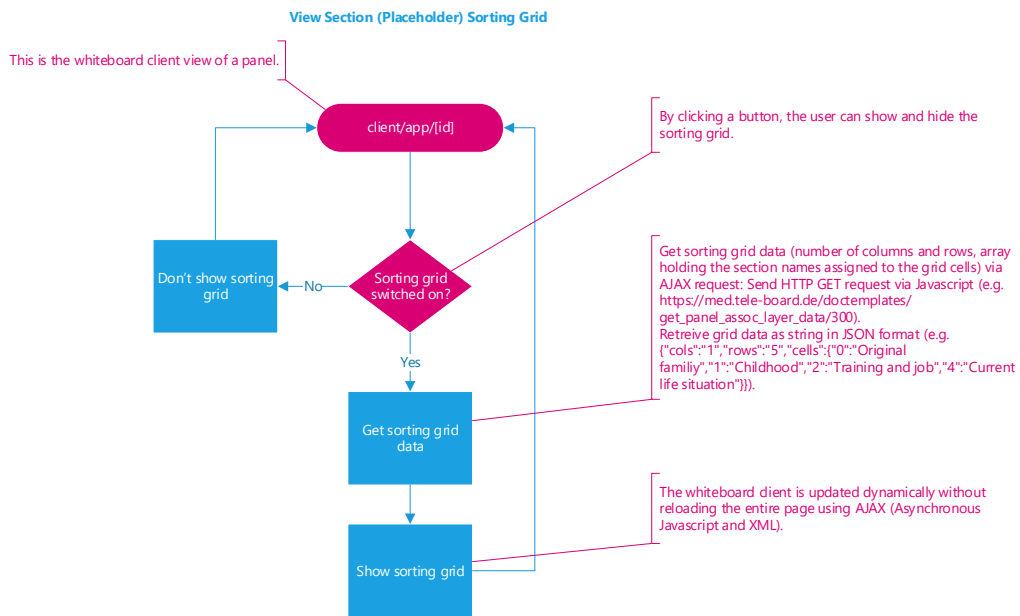 View Section (Placeholder) Sorting Grid
This is the whiteboard client view of a panel.
client/app/[id]
By clicking a button, the user can show and hide the
sorting grid.
Don't show sorting
grid
No
Sorting grid
switched on?
Get sorting grid data (number of columns and rows, array
holding the section names assigned to the grid cells) via
AJAX request: Send HTTP GET request via Javascript (e.g.
https://med.tele-board.de/doctemplates/
get_panel_assoc_layer_data/300).
Retreive grid data as string in JSON format (e.g.
{"cols":"1","rows":"5","cells":{"0":"Original
familiy","1":"Childhood","2":"Training and job","4":"Current
life situation"}}).
Yes
Get sorting grid
data
The whiteboard client is updated dynamically without
reloading the entire page using AJAX (Asynchronous
Javascript and XML).
Show sorting grid